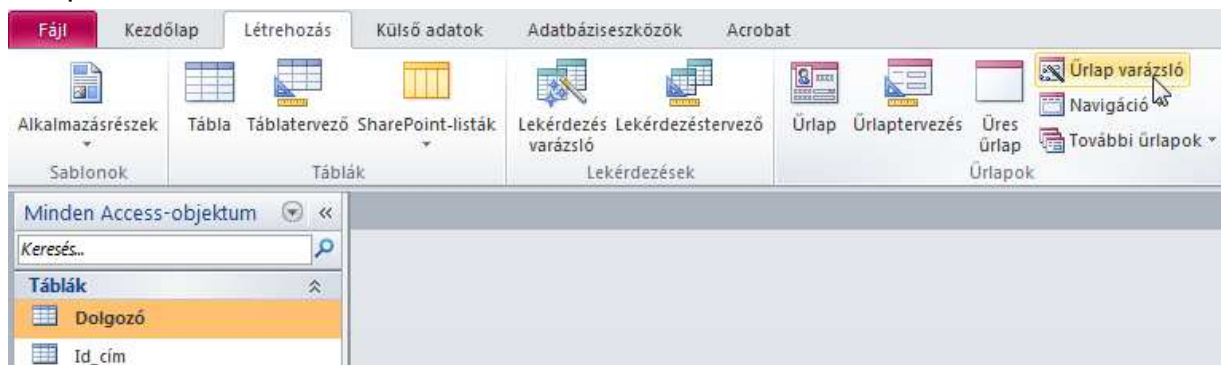 Fájl Kezdőlap Létrehozás Külső adatok Adatbáziseszközök Acrobat
Alkalmazásrészek Tábla Táblatervező SharePoint-listák Lekérdezés varázsló Lekérdezéstervező Űrlap Űrlaptervezés Üres űrlap
Űrlap varázsló
Navigáció
További űrlapok
Sablonok Táblák Lekérdezések Űrlapok
Minden Access-objektum «
Keresés...
Táblák
Dolgozó
Id_cím